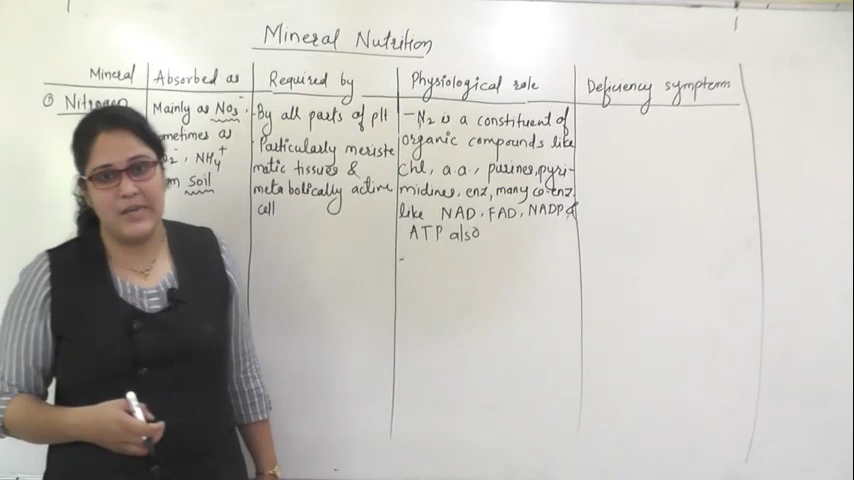 Mineral Nutrition
Mineral Absorbed as Required by Physiological role Deficiency symptoms
① Nitrogen
Mainly as NO3-.
sometimes as
NH4+
soil
- By all parts of plt
· Particularly meriste
matic tissues &
metabolically active
cell
- N2 is a constituent of
organic compounds like
Chl, a.a., purines, pyri-
midines, enz, many co-enz.
like NAD, FAD, NADP &
ATP also
-